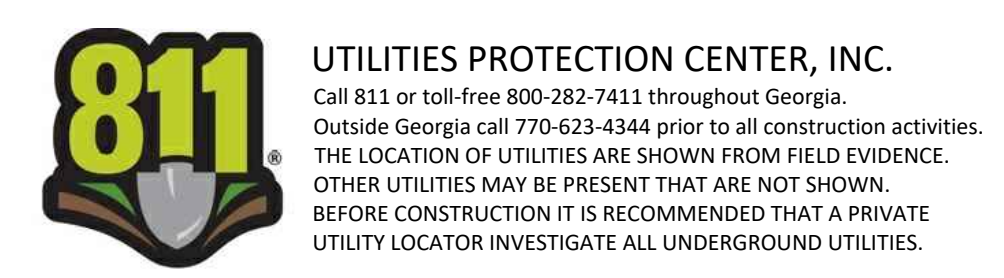 811
®
UTILITIES PROTECTION CENTER, INC.
Call 811 or toll-free 800-282-7411 throughout Georgia.
Outside Georgia call 770-623-4344 prior to all construction activities.
THE LOCATION OF UTILITIES ARE SHOWN FROM FIELD EVIDENCE.
OTHER UTILITIES MAY BE PRESENT THAT ARE NOT SHOWN.
BEFORE CONSTRUCTION IT IS RECOMMENDED THAT A PRIVATE
UTILITY LOCATOR INVESTIGATE ALL UNDERGROUND UTILITIES.